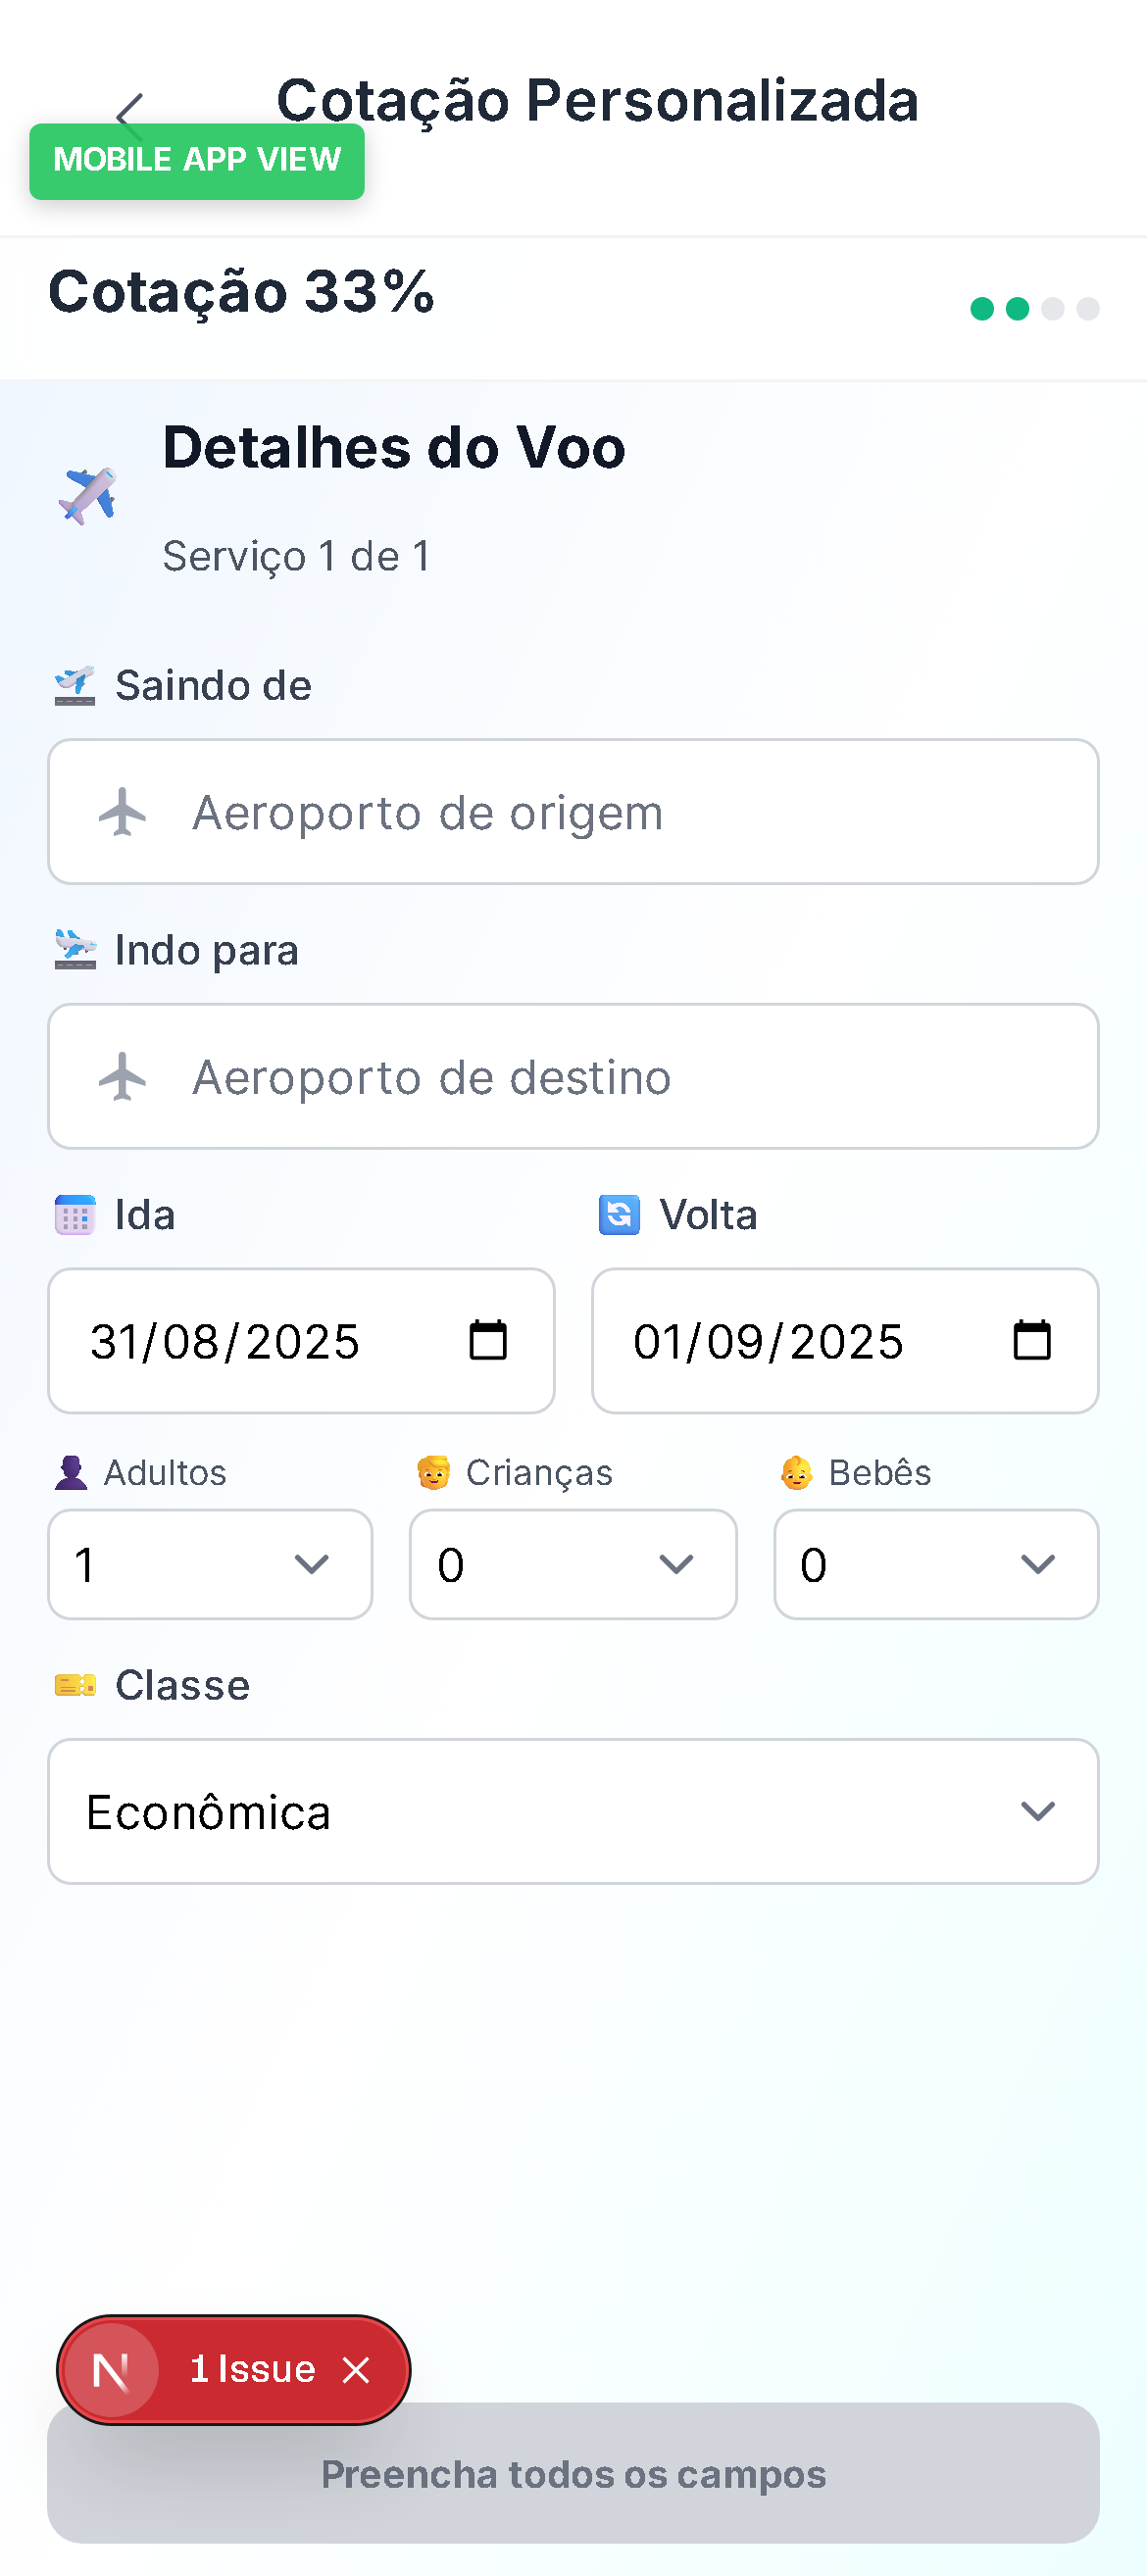 Cotação Personalizada
MOBILE APP VIEW
Cotação 33%
Detalhes do Voo
Serviço 1 de 1
Saindo de
Aeroporto de origem
Indo para
Aeroporto de destino
Ida
Volta
31/08/2025
01/09/2025
Adultos
Crianças
Bebês
1
0
0
Classe
Econômica
N 1 Issue
Preencha todos os campos